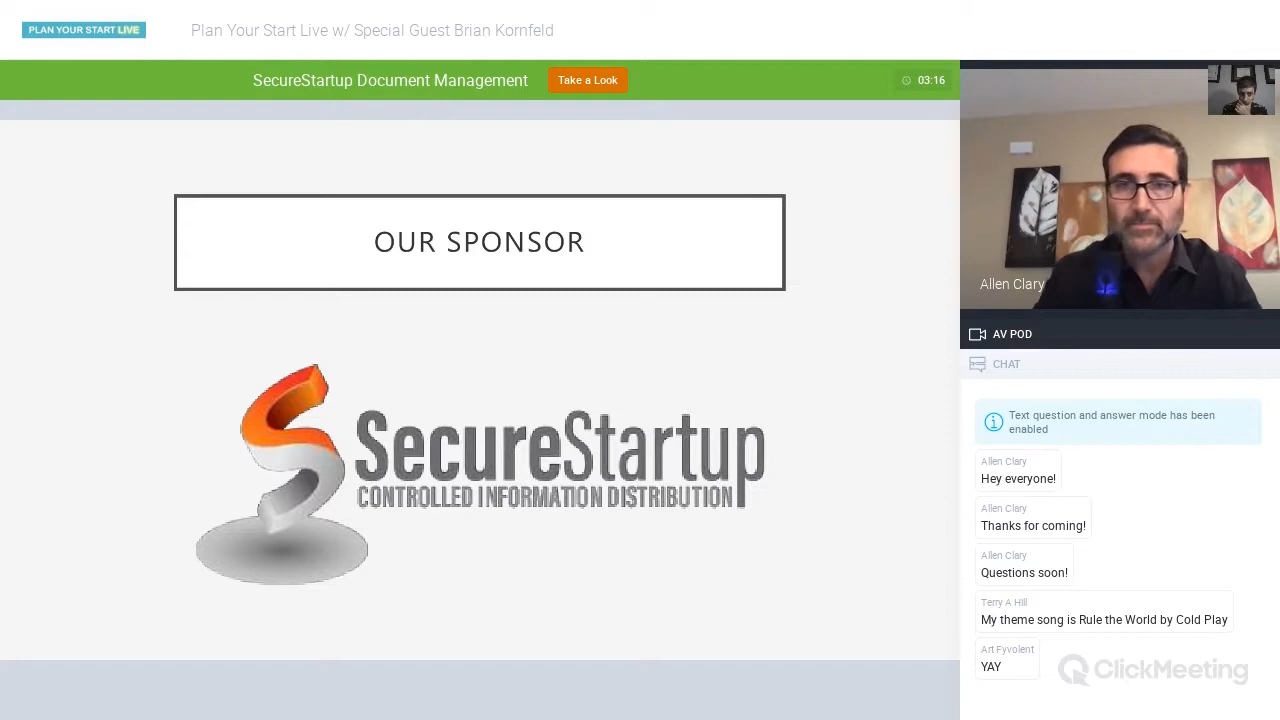 PLAN YOUR START LIVE
Plan Your Start Live w/ Special Guest Brian Kornfeld
SecureStartup Document Management
Take a Look
03:16
OUR SPONSOR
SecureStartup
CONTROLLED INFORMATION DISTRIBUTION
Allen Clary
AV POD
CHAT
Text question and answer mode has been
enabled
Allen Clary
Hey everyone!
Allen Clary
Thanks for coming!
Allen Clary
Questions soon!
Terry A Hill
My theme song is Rule the World by Cold Play
Art Fyvolent
YAY
ClickMeeting